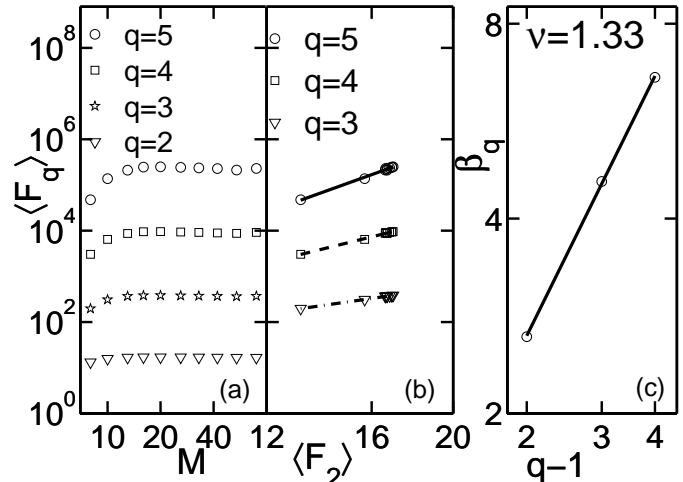 10^8
10^6
10^4
10^2
10^0
⟨F_q⟩
q=5
q=4
q=3
q=2
(a)
10 20 40
M
q=5
q=4
q=3
(b)
12 16 20
⟨F_2⟩
8
4
2
β_q
ν=1.33
(c)
2 3 4
q−1